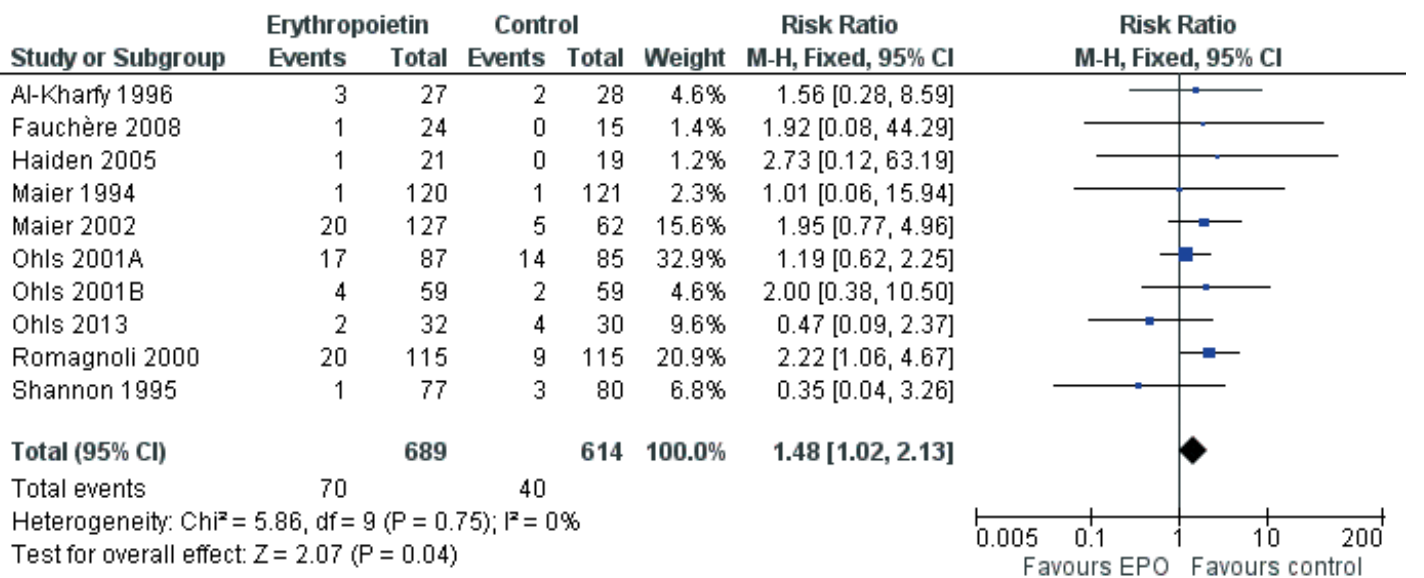 Erythropoietin Control Risk Ratio Risk Ratio
Study or Subgroup Events Total Events Total Weight M-H, Fixed, 95% CI M-H, Fixed, 95% CI
Al-Kharfy 1996 3 27 2 28 4.6% 1.56 [0.28, 8.59]
Fauchère 2008 1 24 0 15 1.4% 1.92 [0.08, 44.29]
Haiden 2005 1 21 0 19 1.2% 2.73 [0.12, 63.19]
Maier 1994 1 120 1 121 2.3% 1.01 [0.06, 15.94]
Maier 2002 20 127 5 62 15.6% 1.95 [0.77, 4.96]
Ohls 2001A 17 87 14 85 32.9% 1.19 [0.62, 2.25]
Ohls 2001B 4 59 2 59 4.6% 2.00 [0.38, 10.50]
Ohls 2013 2 32 4 30 9.6% 0.47 [0.09, 2.37]
Romagnoli 2000 20 115 9 115 20.9% 2.22 [1.06, 4.67]
Shannon 1995 1 77 3 80 6.8% 0.35 [0.04, 3.26]
Total (95% CI) 689 614 100.0% 1.48 [1.02, 2.13]
Total events 70 40
Heterogeneity: Chi² = 5.86, df = 9 (P = 0.75); I² = 0%
Test for overall effect: Z = 2.07 (P = 0.04)
0.005 0.1 1 10 200
Favours EPO Favours control